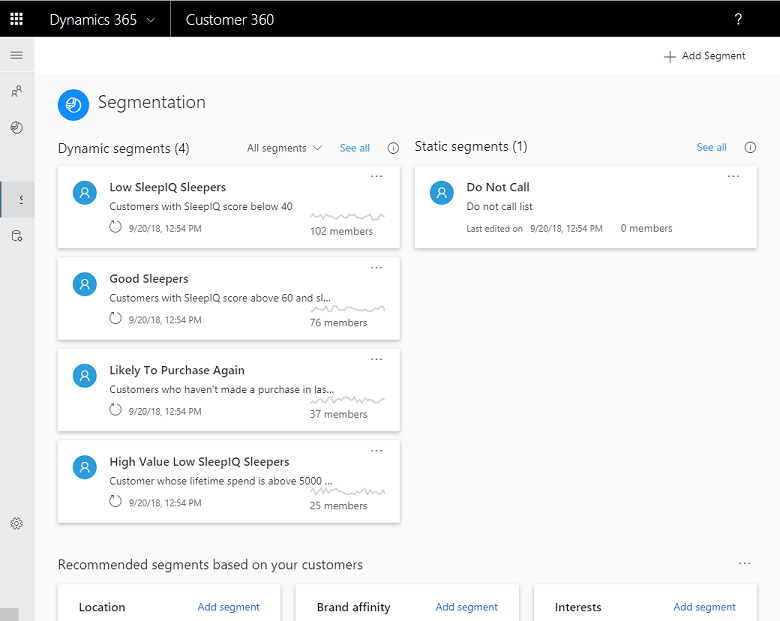 Dynamics 365
Customer 360
?
Add Segment
Segmentation
Dynamic segments (4)
All segments
See all
Low SleepIQ Sleepers
Customers with SleepIQ score below 40
9/20/18, 12:54 PM
102 members
Good Sleepers
Customers with SleepIQ score above 60 and sl...
9/20/18, 12:54 PM
76 members
Likely To Purchase Again
Customers who haven't made a purchase in las...
9/20/18, 12:54 PM
37 members
High Value Low SleepIQ Sleepers
Customer whose lifetime spend is above 5000 ...
9/20/18, 12:54 PM
25 members
Static segments (1)
See all
Do Not Call
Do not call list
Last edited on 9/20/18, 12:54 PM 0 members
Recommended segments based on your customers
Location Add segment
Brand affinity Add segment
Interests Add segment